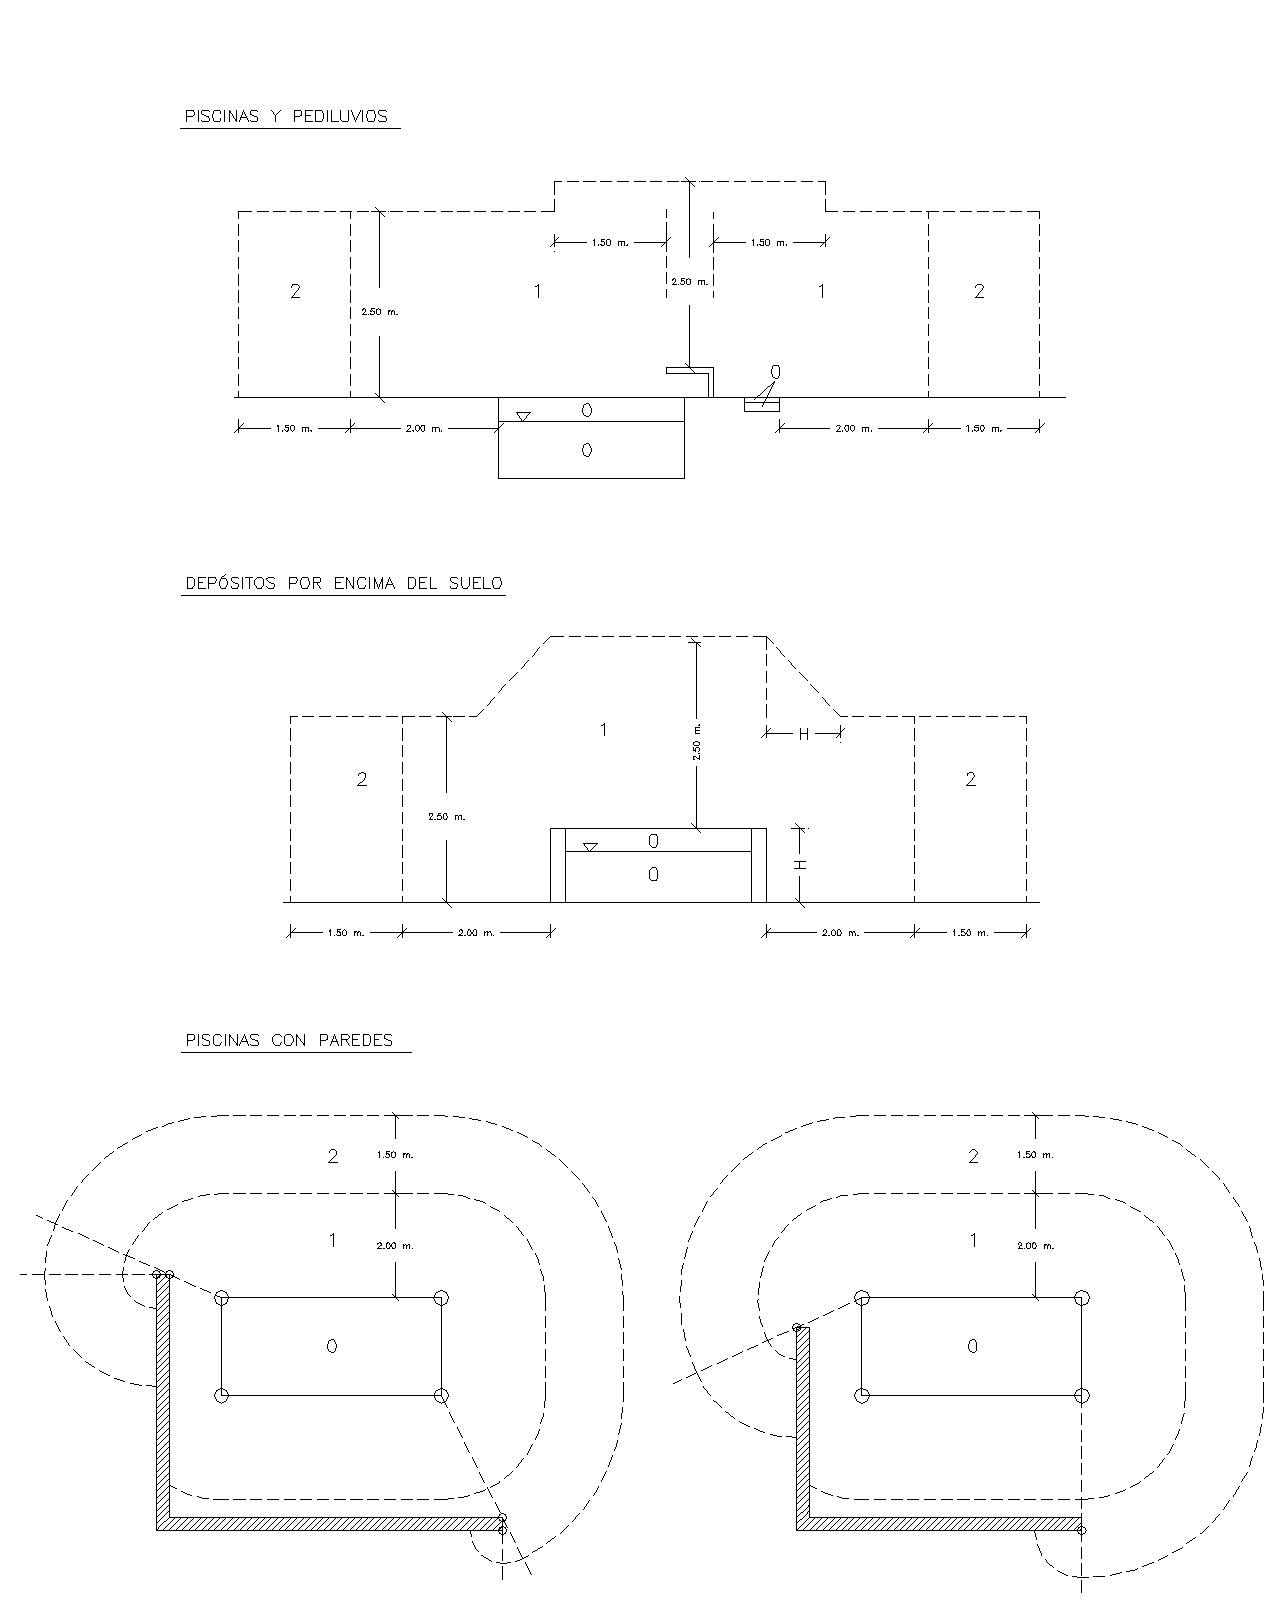 PISCINAS Y PEDILUVIOS
1.50 m. 1.50 m.
2.50 m.
2 1 1 2
2.50 m.
0
0
1.50 m. 2.00 m. 2.00 m. 1.50 m.
0
DEPÓSITOS POR ENCIMA DEL SUELO
1 2.50 m. H
2 2
2.50 m.
0
H
0
1.50 m. 2.00 m. 2.00 m. 1.50 m.
PISCINAS CON PAREDES
2 1.50 m. 2 1.50 m.
1 2.00 m. 1 2.00 m.
0 0